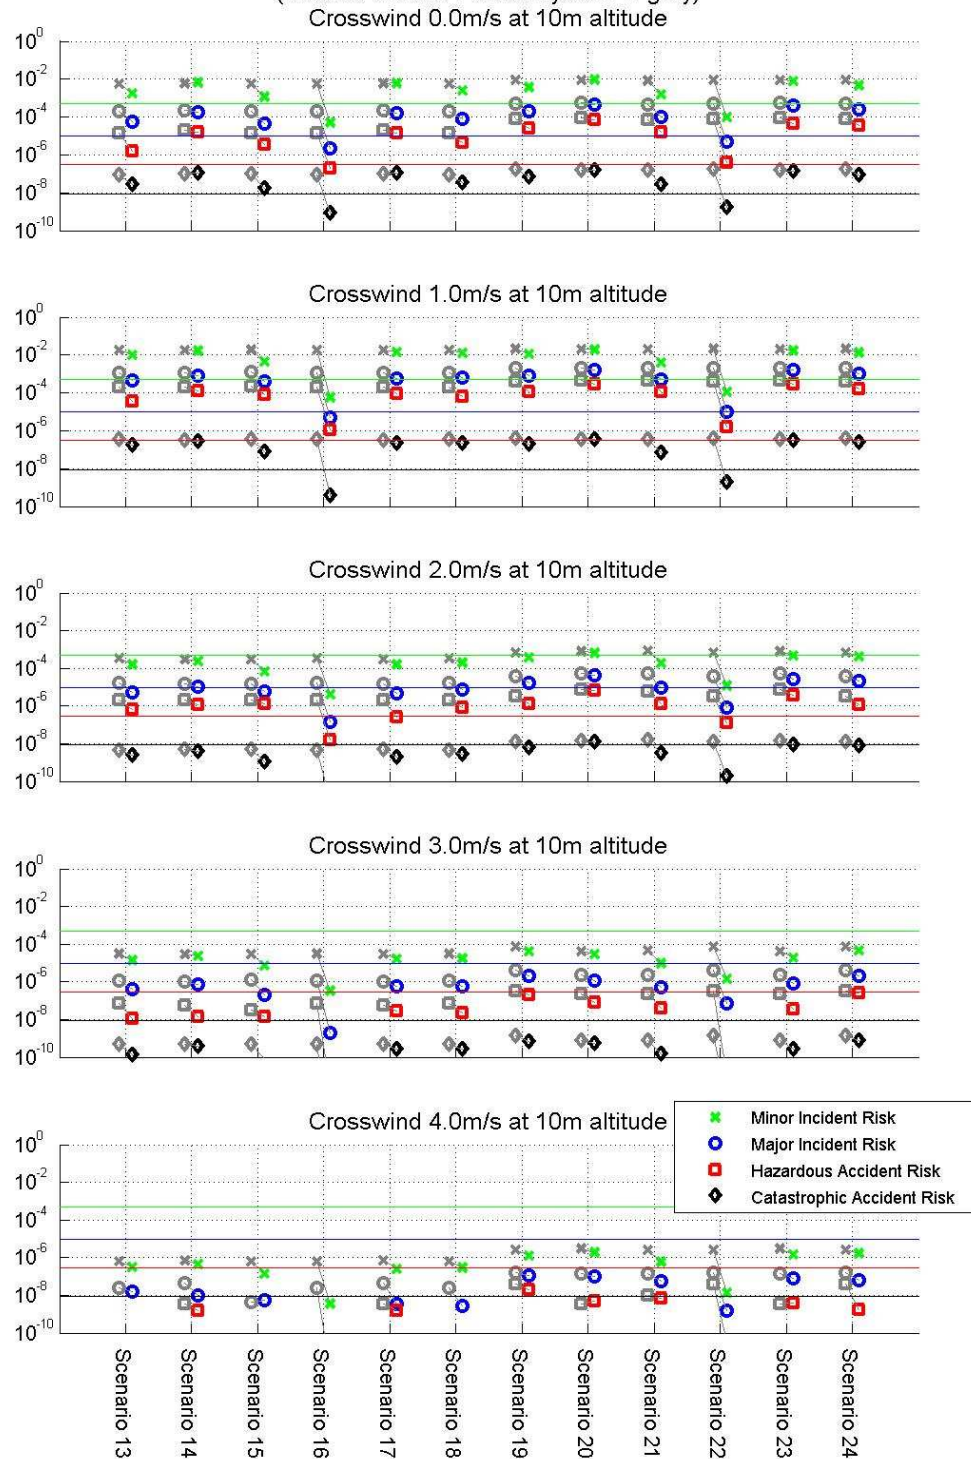 Crosswind 0.0m/s at 10m altitude
10^0
10^-2
10^-4
10^-6
10^-8
10^-10
Crosswind 1.0m/s at 10m altitude
10^0
10^-2
10^-4
10^-6
10^-8
10^-10
Crosswind 2.0m/s at 10m altitude
10^0
10^-2
10^-4
10^-6
10^-8
10^-10
Crosswind 3.0m/s at 10m altitude
10^0
10^-2
10^-4
10^-6
10^-8
10^-10
Crosswind 4.0m/s at 10m altitude
10^0
10^-2
10^-4
10^-6
10^-8
10^-10
Minor Incident Risk
Major Incident Risk
Hazardous Accident Risk
Catastrophic Accident Risk
Scenario 13
Scenario 14
Scenario 15
Scenario 16
Scenario 17
Scenario 18
Scenario 19
Scenario 20
Scenario 21
Scenario 22
Scenario 23
Scenario 24